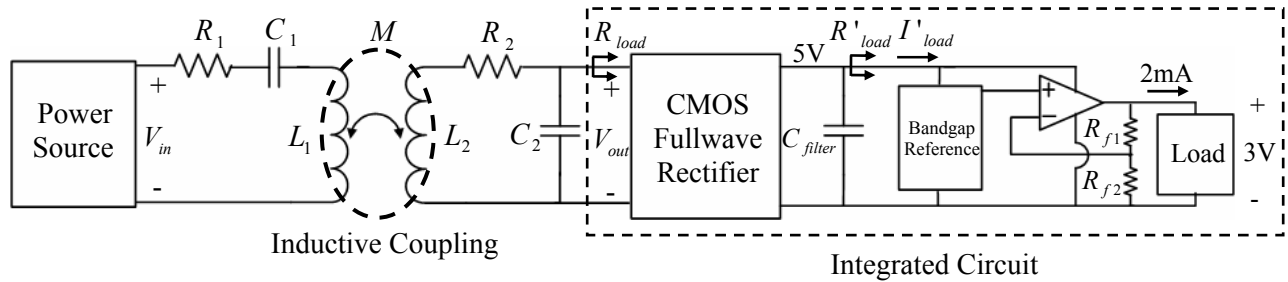 Power
Source
+
V_in
-
R_1
C_1
M
L_1
L_2
R_2
C_2
R_load
+
V_out
-
CMOS
Fullwave
Rectifier
5V
R'_load
I'_load
C_filter
Bandgap
Reference
+
-
2mA
R_f1
R_f2
Load
+
3V
-
Inductive Coupling
Integrated Circuit